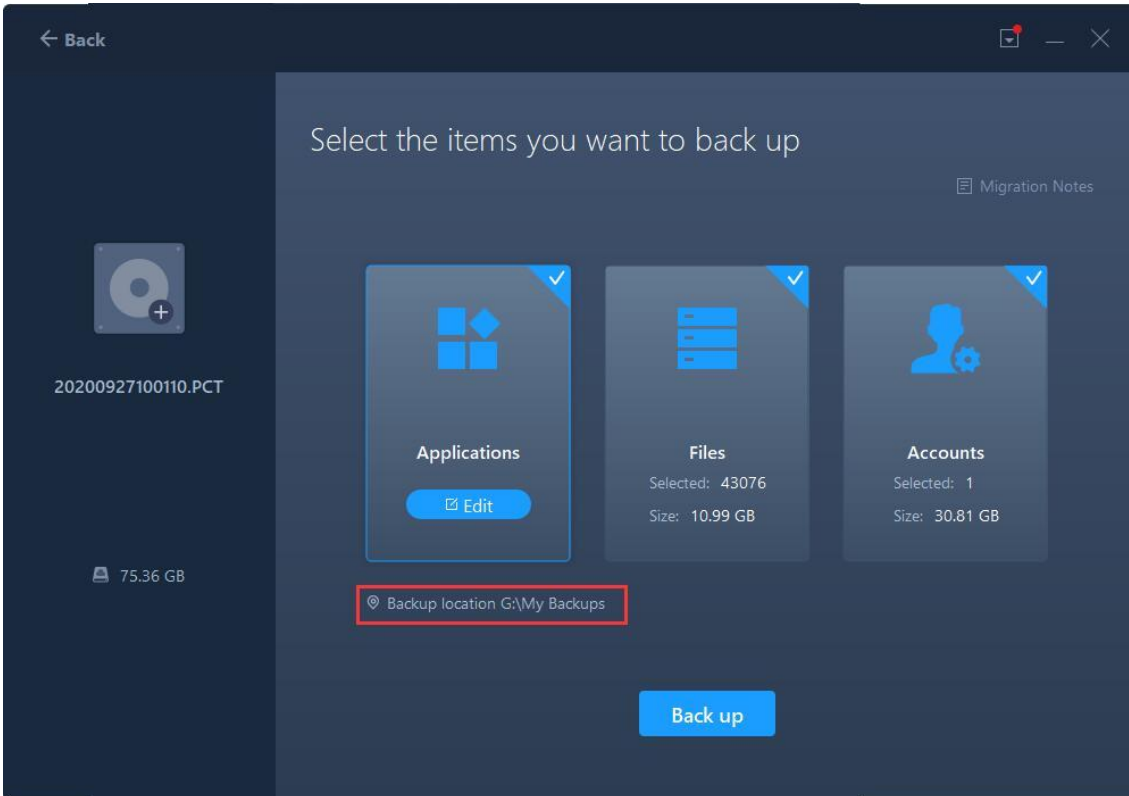 Back
Select the items you want to back up
Migration Notes
20200927100110.PCT
75.36 GB
Applications
Edit
Files
Selected: 43076
Size: 10.99 GB
Accounts
Selected: 1
Size: 30.81 GB
Backup location G:\My Backups
Back up